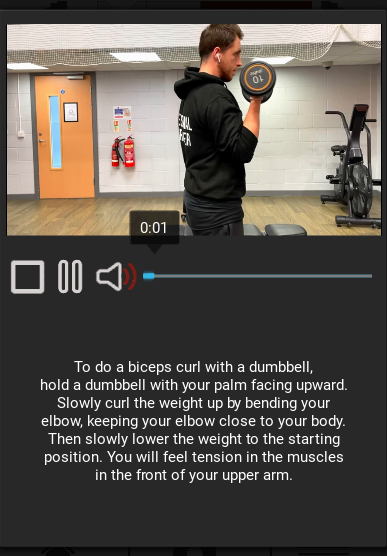 10
0:01
To do a biceps curl with a dumbbell,
hold a dumbbell with your palm facing upward.
Slowly curl the weight up by bending your
elbow, keeping your elbow close to your body.
Then slowly lower the weight to the starting
position. You will feel tension in the muscles
in the front of your upper arm.